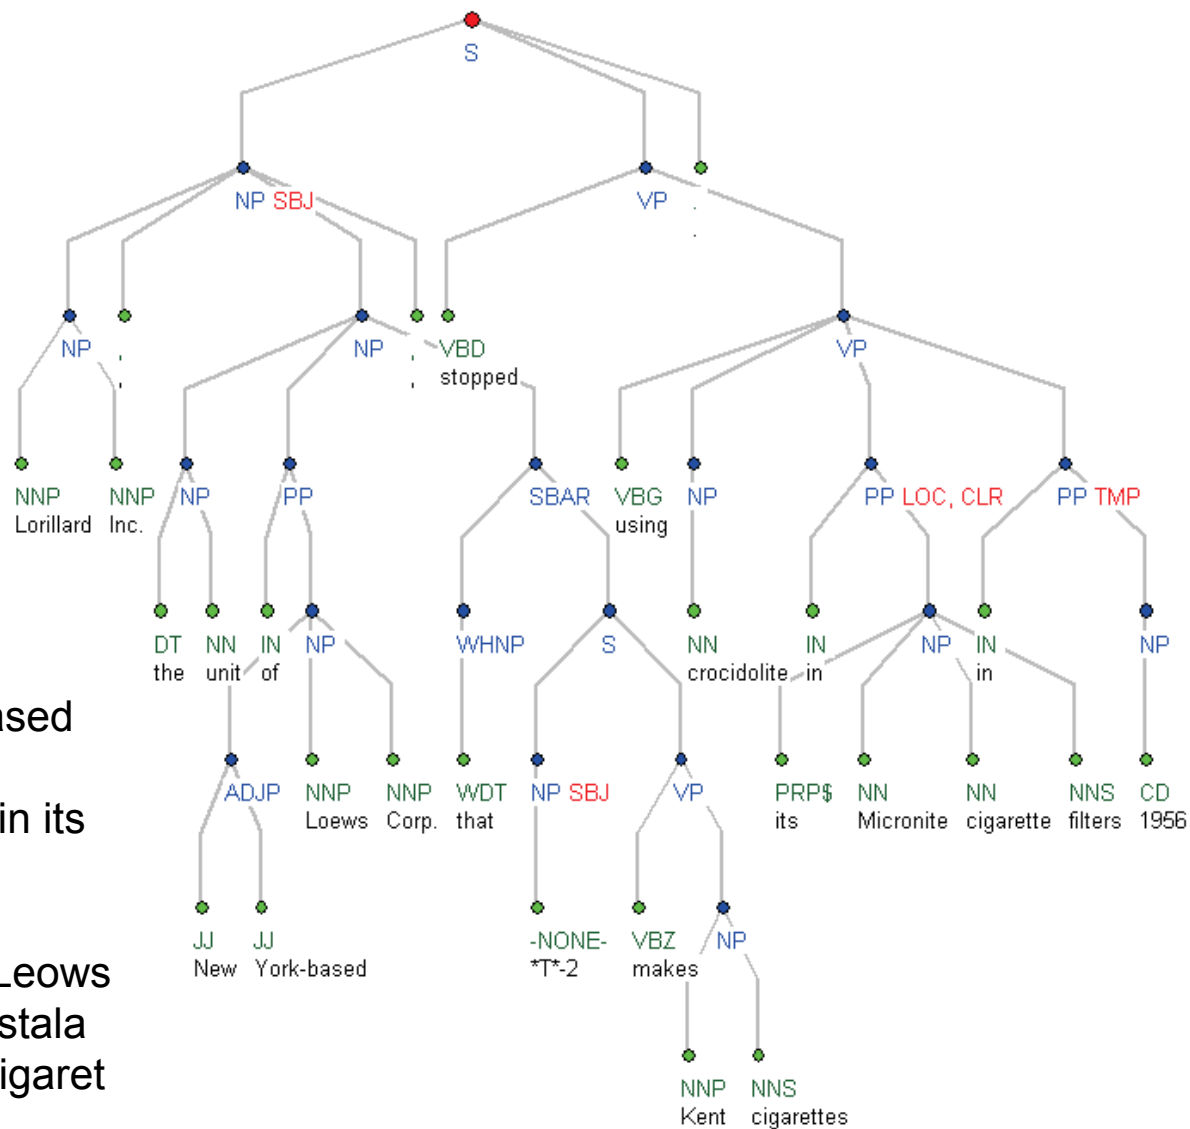 S
NP SBJ VP .
.
NP , NP , VBD VP
, , stopped
NNP NNP NP PP SBAR VBG NP PP LOC, CLR PP TMP
Lorillard Inc. using
DT NN IN NP WHNP S NN IN NP IN NP
the unit of crocidolite in in
ased
ADJP NNP NNP WDT NP SBJ VP PRP$ NN NN NNS CD
Loews Corp. that its Micronite cigarette filters 1956
in its
JJ JJ -NONE- VBZ NP
New York-based *T*-2 makes
Leows
stala
igaret
NNP NNS
Kent cigarettes